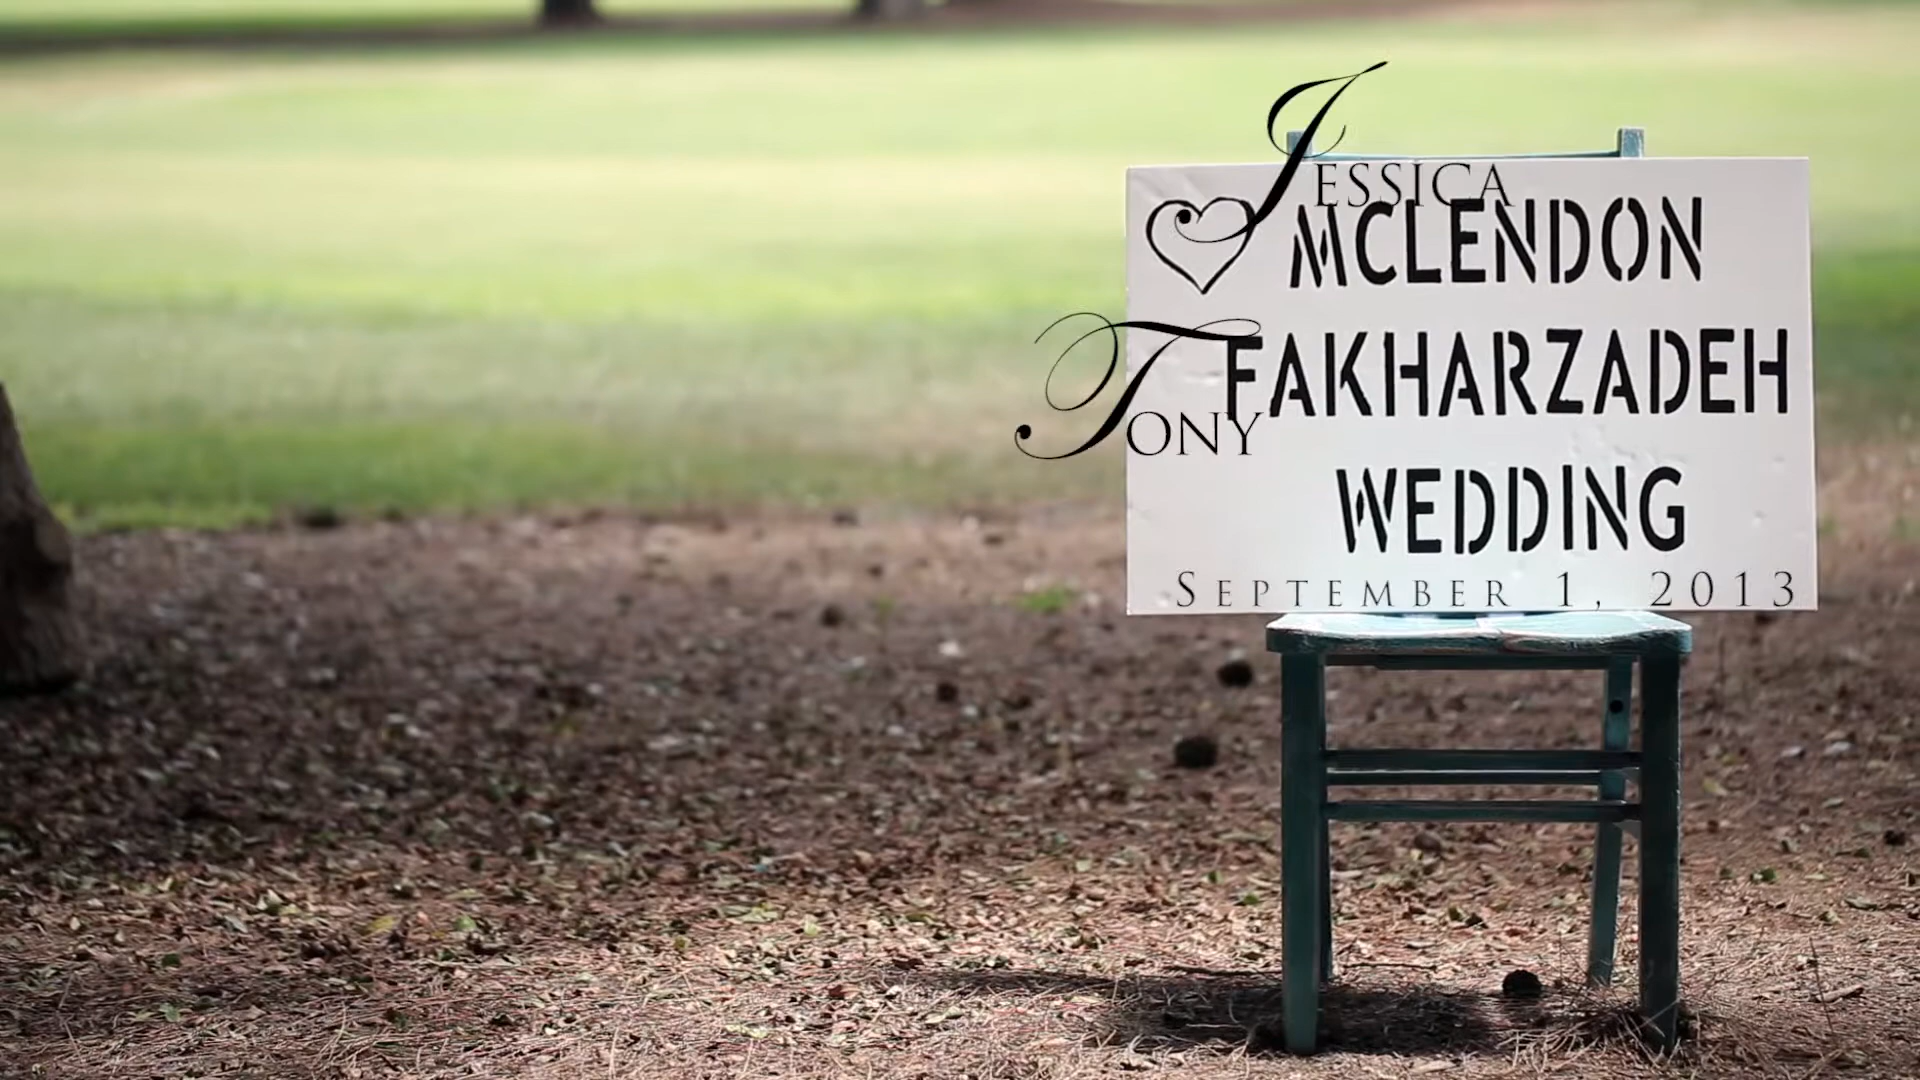 Jessica
MCLENDON
Tony
FAKHARZADEH
WEDDING
September 1, 2013